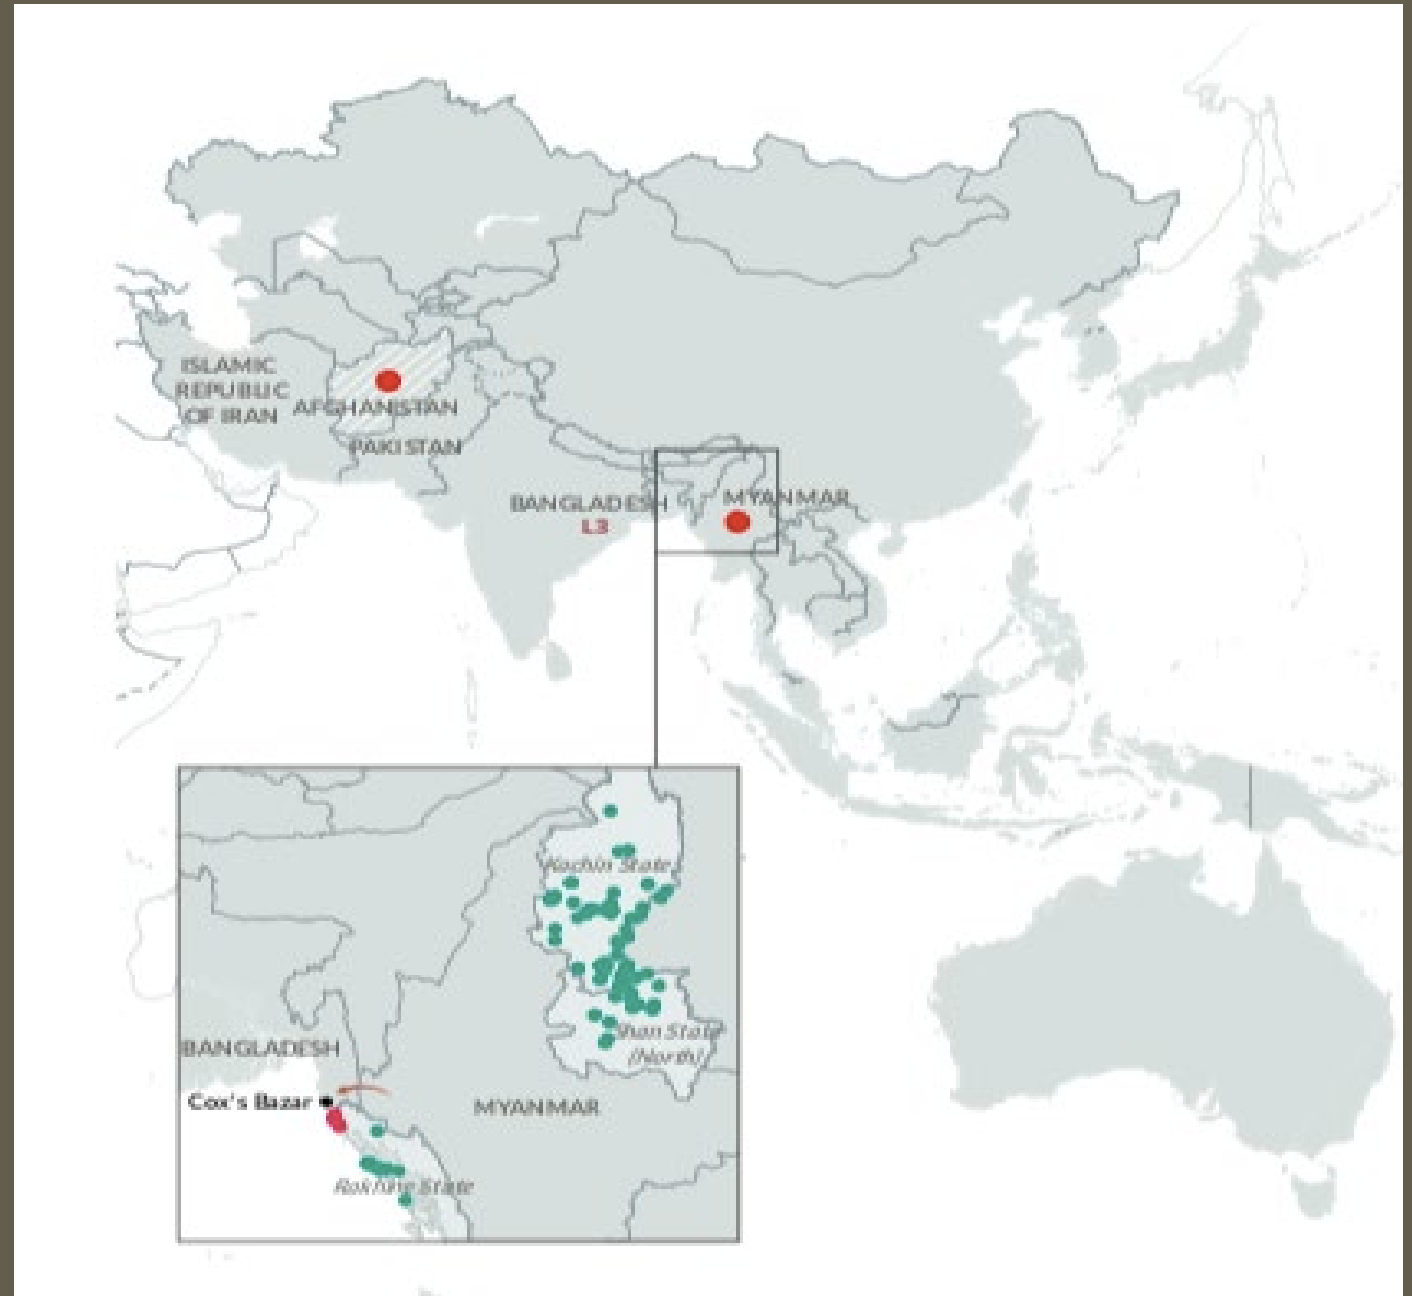 ISLAMIC
REPUBLIC
OF IRAN
AFGHANISTAN
PAKISTAN
BANGLADESH
L3
MYANMAR
Kachin State
Shan State
(North)
BANGLADESH
Cox's Bazar
MYANMAR
Rakhine State